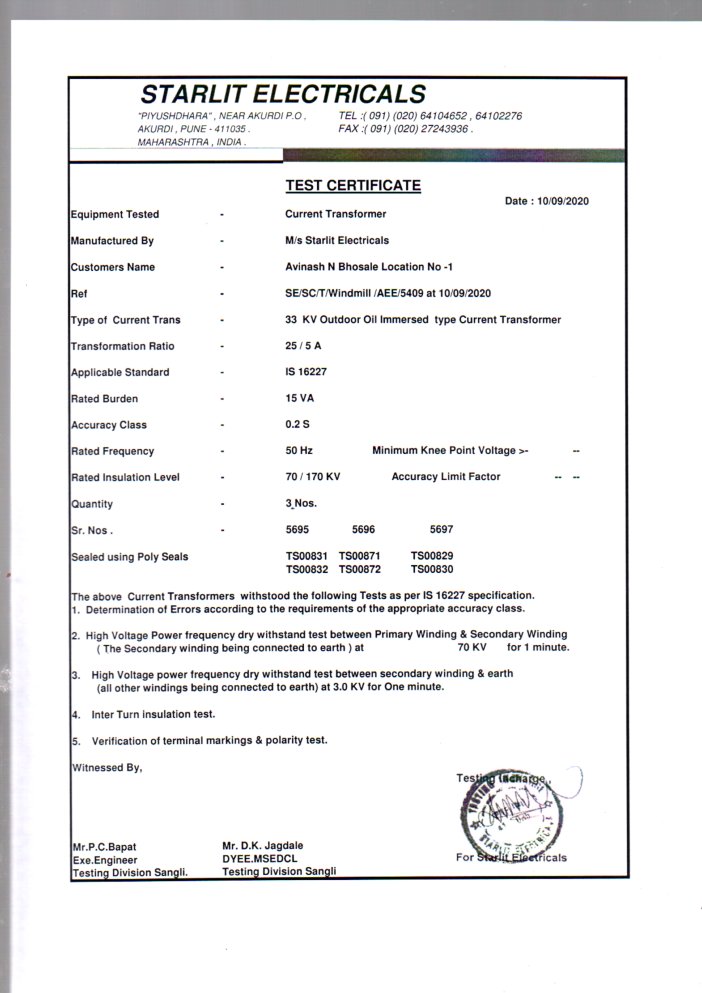 STARLIT ELECTRICALS
"PIYUSHDHARA" , NEAR AKURDI P.O , TEL :( 091) (020) 64104652 , 64102276
AKURDI , PUNE - 411035 . FAX :( 091) (020) 27243936 .
MAHARASHTRA , INDIA .
TEST CERTIFICATE
Date : 10/09/2020
Equipment Tested - Current Transformer
Manufactured By - M/s Starlit Electricals
Customers Name - Avinash N Bhosale Location No -1
Ref - SE/SC/T/Windmill /AEE/5409 at 10/09/2020
Type of Current Trans - 33 KV Outdoor Oil Immersed type Current Transformer
Transformation Ratio - 25 / 5 A
Applicable Standard - IS 16227
Rated Burden - 15 VA
Accuracy Class - 0.2 S
Rated Frequency - 50 Hz Minimum Knee Point Voltage >- --
Rated Insulation Level - 70 / 170 KV Accuracy Limit Factor -- --
Quantity - 3 Nos.
Sr. Nos . - 5695 5696 5697
Sealed using Poly Seals TS00831 TS00871 TS00829
TS00832 TS00872 TS00830
The above Current Transformers withstood the following Tests as per IS 16227 specification.
1. Determination of Errors according to the requirements of the appropriate accuracy class.
2. High Voltage Power frequency dry withstand test between Primary Winding & Secondary Winding
( The Secondary winding being connected to earth ) at 70 KV for 1 minute.
3. High Voltage power frequency dry withstand test between secondary winding & earth
(all other windings being connected to earth) at 3.0 KV for One minute.
4. Inter Turn insulation test.
5. Verification of terminal markings & polarity test.
Witnessed By,
Testing Incharge,
TESTING
STARLIT ELECTRICALS
Mr.P.C.Bapat Mr. D.K. Jagdale
Exe.Engineer DYEE.MSEDCL For Starlit Electricals
Testing Division Sangli. Testing Division Sangli